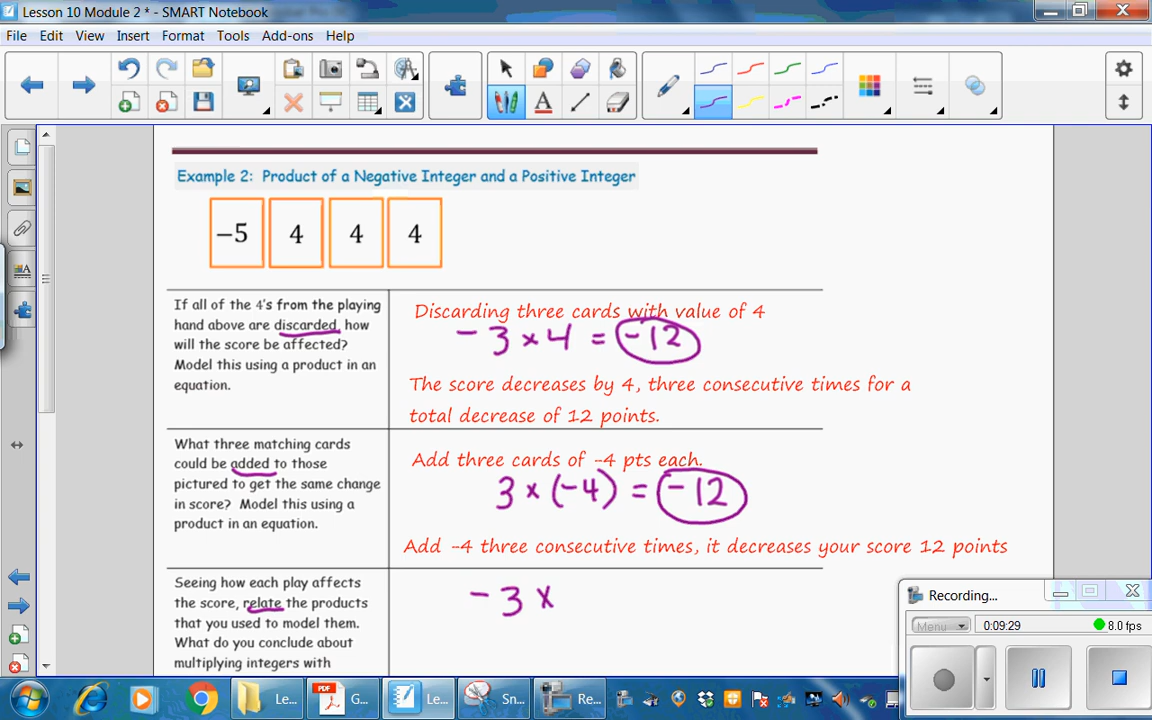 Lesson 10 Module 2 * - SMART Notebook
File Edit View Insert Format Tools Add-ons Help
Example 2: Product of a Negative Integer and a Positive Integer
−5 4 4 4
If all of the 4's from the playing
hand above are discarded, how
will the score be affected?
Model this using a product in an
equation.
Discarding three cards with value of 4
- 3 x 4 = -12
The score decreases by 4, three consecutive times for a
total decrease of 12 points.
What three matching cards
could be added to those
pictured to get the same change
in score? Model this using a
product in an equation.
Add three cards of -4 pts each.
3 x (-4) = -12
Add -4 three consecutive times, it decreases your score 12 points
Seeing how each play affects
the score, relate the products
that you used to model them.
What do you conclude about
multiplying integers with
- 3 x
Recording...
Menu 0:09:29 8.0 fps
Le... G... Le... Sn... Re...